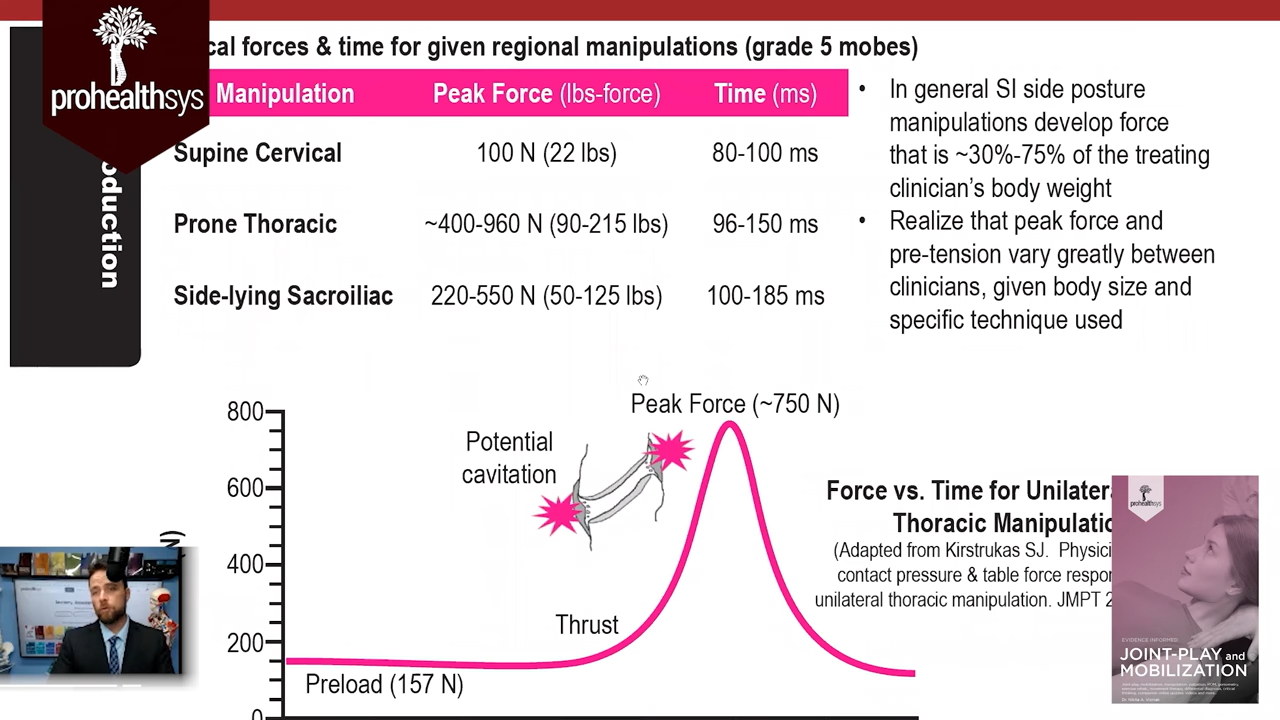 prohealthsys
cal forces & time for given regional manipulations (grade 5 mobes)
Manipulation Peak Force (lbs-force) Time (ms)
Supine Cervical 100 N (22 lbs) 80-100 ms
Prone Thoracic ~400-960 N (90-215 lbs) 96-150 ms
Side-lying Sacroiliac 220-550 N (50-125 lbs) 100-185 ms
oduction
• In general SI side posture
manipulations develop force
that is ~30%-75% of the treating
clinician's body weight
• Realize that peak force and
pre-tension vary greatly between
clinicians, given body size and
specific technique used
Peak Force (~750 N)
Potential
cavitation
Thrust
Preload (157 N)
800
600
400
200
0
N)
Force vs. Time for Unilatera
Thoracic Manipulatio
(Adapted from Kirstrukas SJ. Physici
contact pressure & table force respor
unilateral thoracic manipulation. JMPT 2
prohealthsys
EVIDENCE INFORMED
JOINT-PLAY and
MOBILIZATION